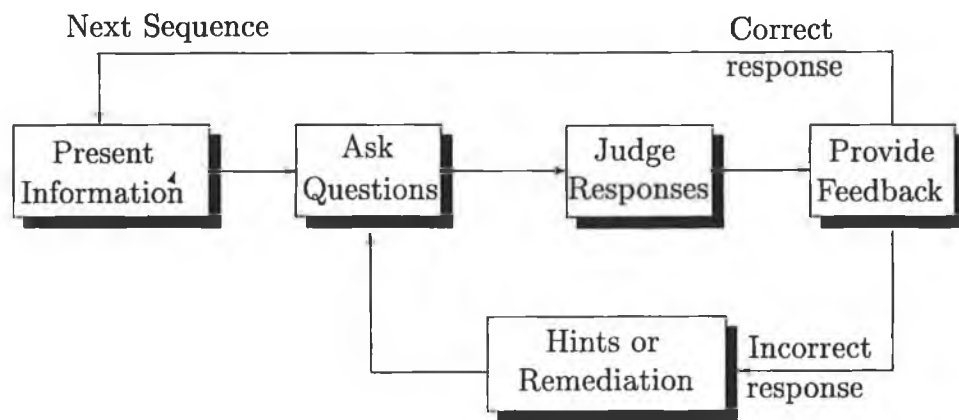 Next Sequence
Correct
response
Present
Information
Ask
Questions
Judge
Responses
Provide
Feedback
Hints or
Remediation
Incorrect
response